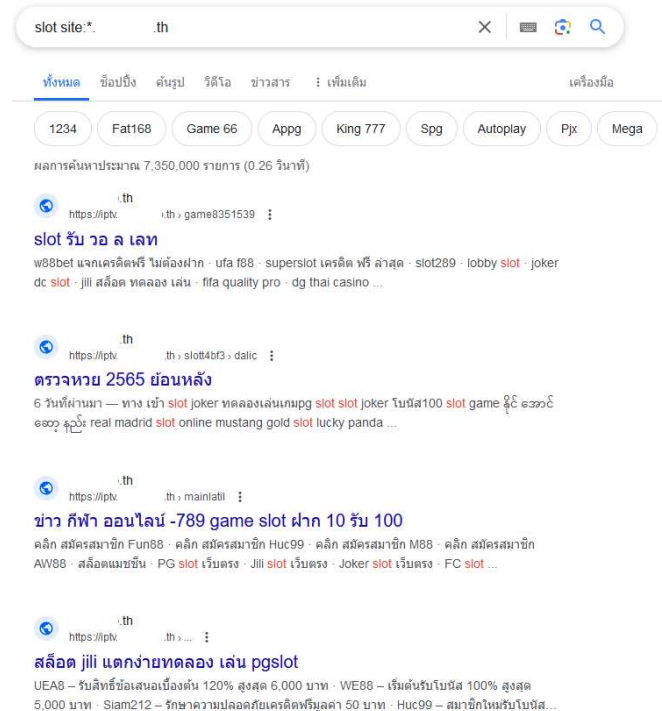 slot site:*. .th
ทั้งหมด ช็อปปิ้ง ค้นรูป วิดีโอ ข่าวสาร ⋮ เพิ่มเติม เครื่องมือ
1234 Fat168 Game 66 Appg King 777 Spg Autoplay Pjx Mega
ผลการค้นหาประมาณ 7,350,000 รายการ (0.26 วินาที)
.th
https://iptv. .th › game8351539
slot รับ วอ ล เลท
w88bet แจกเครดิตฟรี ไม่ต้องฝาก · ufa f88 · superslot เครดิต ฟรี ล่าสุด · slot289 · lobby slot · joker
dc slot · jili สล็อต ทดลอง เล่น · fifa quality pro · dg thai casino ...
.th
https://iptv. .th › slott4bf3 › dalic
ตรวจหวย 2565 ย้อนหลัง
6 วันที่ผ่านมา — ทาง เข้า slot joker ทดลองเล่นเกมpg slot slot joker โบนัส100 slot game နိုင် အောင်
ဆော့ နည်း real madrid slot online mustang gold slot lucky panda ...
.th
https://iptv. .th › mainlatil
ข่าว กีฬา ออนไลน์ -789 game slot ฝาก 10 รับ 100
คลิก สมัครสมาชิก Fun88 · คลิก สมัครสมาชิก Huc99 · คลิก สมัครสมาชิก M88 · คลิก สมัครสมาชิก
AW88 · สล็อตแมชชีน · PG slot เว็บตรง · Jili slot เว็บตรง · Joker slot เว็บตรง · FC slot ...
.th
https://iptv. .th › ...
สล็อต jili แตกง่ายทดลอง เล่น pgslot
UEA8 – รับสิทธิ์ข้อเสนอเบื้องต้น 120% สูงสุด 6,000 บาท · WE88 – เริ่มต้นรับโบนัส 100% สูงสุด
5,000 บาท · Siam212 – รักษาความปลอดภัยเครดิตฟรีมูลค่า 50 บาท · Huc99 – สมาชิกใหม่รับโบนัส...